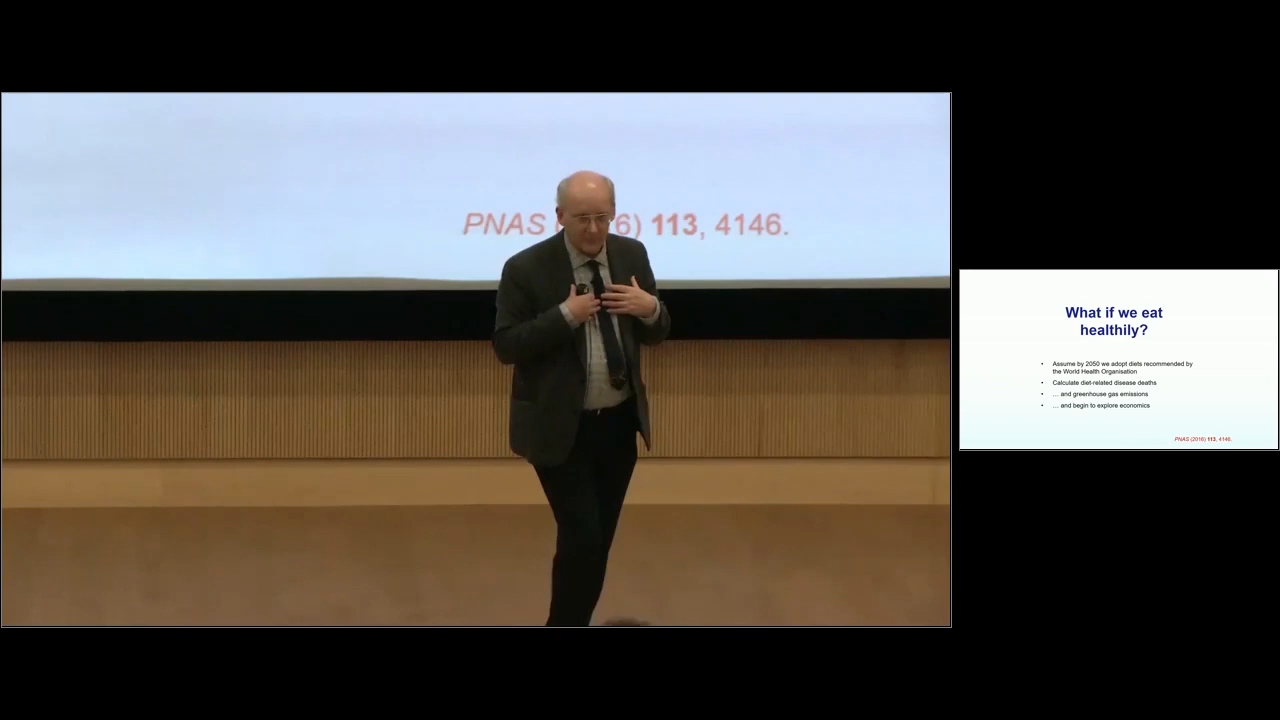 PNAS (    6) 113, 4146.
What if we eat
healthily?
• Assume by 2050 we adopt diets recommended by
the World Health Organisation
• Calculate diet-related disease deaths
• … and greenhouse gas emissions
• … and begin to explore economics
PNAS (2016) 113, 4146.